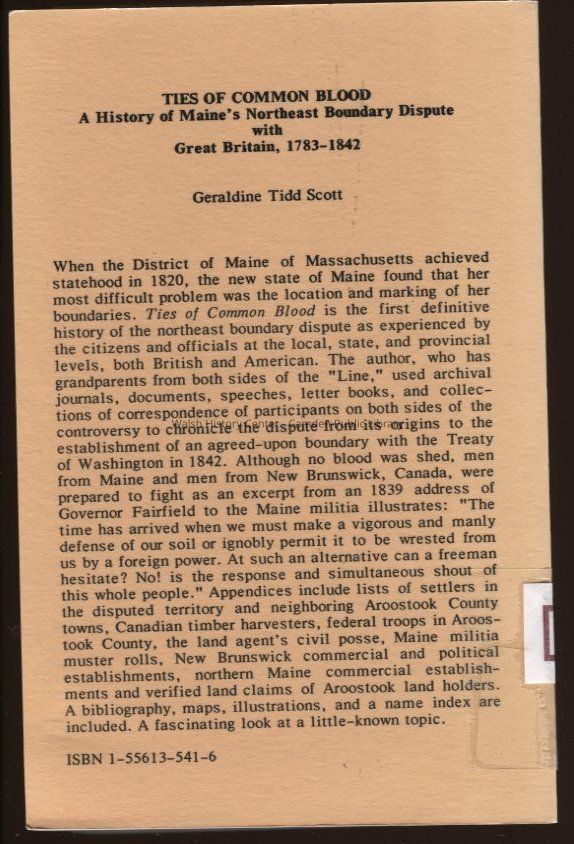 TIES OF COMMON BLOOD
A History of Maine's Northeast Boundary Dispute
with
Great Britain, 1783-1842
Geraldine Tidd Scott
When the District of Maine of Massachusetts achieved
statehood in 1820, the new state of Maine found that her
most difficult problem was the location and marking of her
boundaries. Ties of Common Blood is the first definitive
history of the northeast boundary dispute as experienced by
the citizens and officials at the local, state, and provincial
levels, both British and American. The author, who has
grandparents from both sides of the "Line," used archival
journals, documents, speeches, letter books, and collec-
tions of correspondence of participants on both sides of the
controversy to chronicle the dispute from its origins to the
establishment of an agreed-upon boundary with the Treaty
of Washington in 1842. Although no blood was shed, men
from Maine and men from New Brunswick, Canada, were
prepared to fight as an excerpt from an 1839 address of
Governor Fairfield to the Maine militia illustrates: "The
time has arrived when we must make a vigorous and manly
defense of our soil or ignobly permit it to be wrested from
us by a foreign power. At such an alternative can a freeman
hesitate? No! is the response and simultaneous shout of
this whole people." Appendices include lists of settlers in
the disputed territory and neighboring Aroostook County
towns, Canadian timber harvesters, federal troops in Aroos-
took County, the land agent's civil posse, Maine militia
muster rolls, New Brunswick commercial and political
establishments, northern Maine commercial establish-
ments and verified land claims of Aroostook land holders.
A bibliography, maps, illustrations, and a name index are
included. A fascinating look at a little-known topic.
ISBN 1-55613-541-6